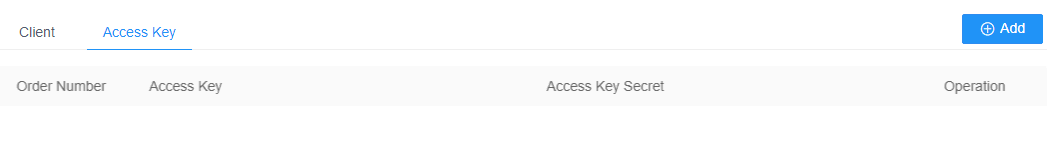 Client Access Key Add
Order Number Access Key Access Key Secret Operation